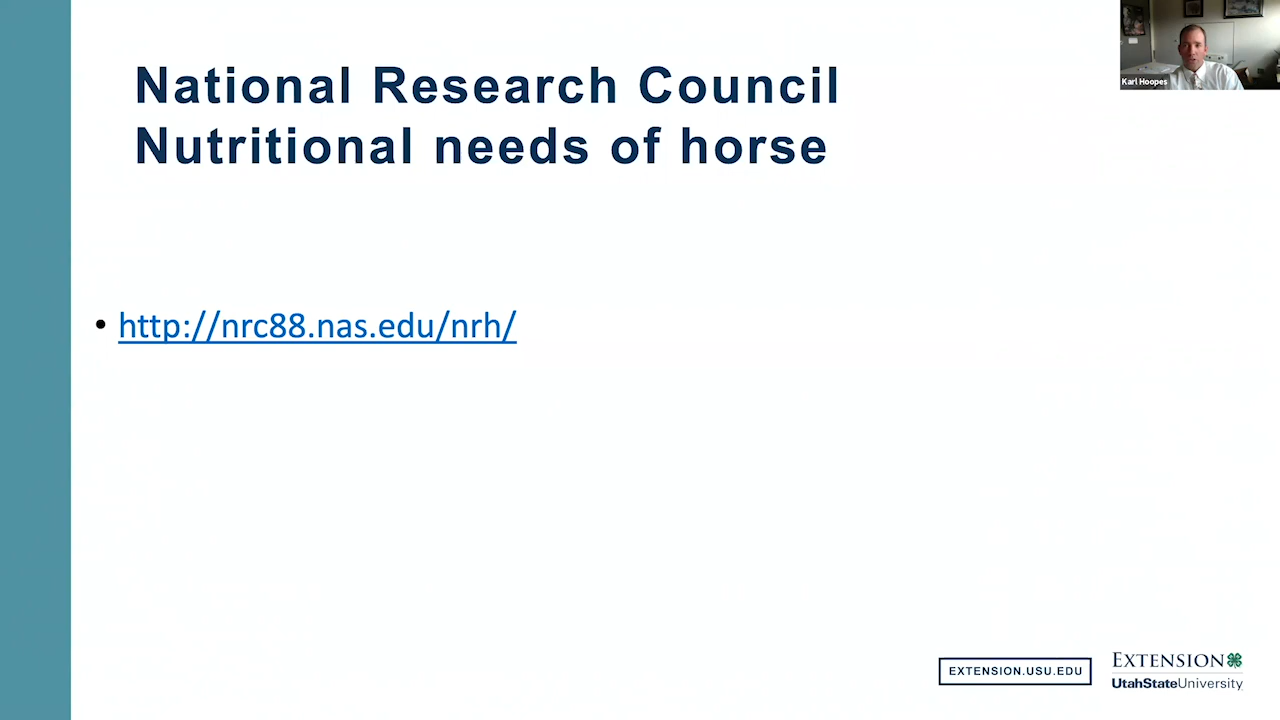 National Research Council
Nutritional needs of horse
Karl Hoopes
• http://nrc88.nas.edu/nrh/
EXTENSION.USU.EDU
EXTENSION
UtahStateUniversity